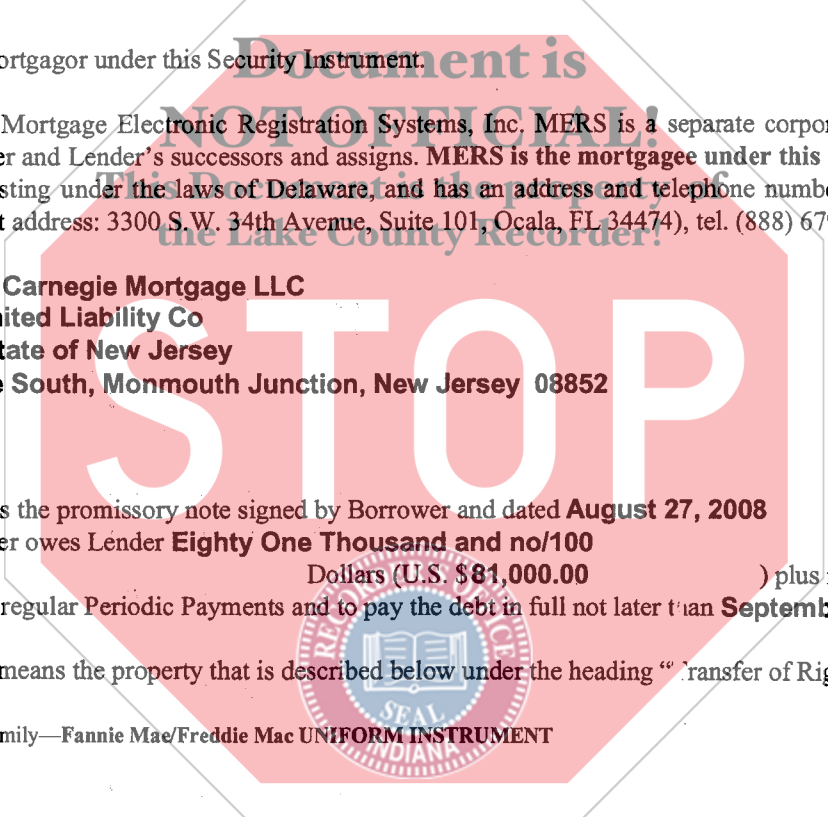 ortgagor under this Security Instrument.
Document is
NOT OFFICIAL!
Mortgage Electronic Registration Systems, Inc. MERS is a separate corpor
er and Lender's successors and assigns. MERS is the mortgagee under this
This Document is the property of
sting under the laws of Delaware, and has an address and telephone numbe
t address: 3300 S.W. 34th Avenue, Suite 101, Ocala, FL 34474), tel. (888) 67
the Lake County Recorder!
Carnegie Mortgage LLC
ited Liability Co
tate of New Jersey
e South, Monmouth Junction, New Jersey 08852
STOP
s the promissory note signed by Borrower and dated August 27, 2008
er owes Lender Eighty One Thousand and no/100
Dollars (U.S. $81,000.00 ) plus
regular Periodic Payments and to pay the debt in full not later than Septemb
means the property that is described below under the heading “ransfer of Rig
RECORDER'S OFFICE
SEAL
INDIANA
mily—Fannie Mae/Freddie Mac UNIFORM INSTRUMENT